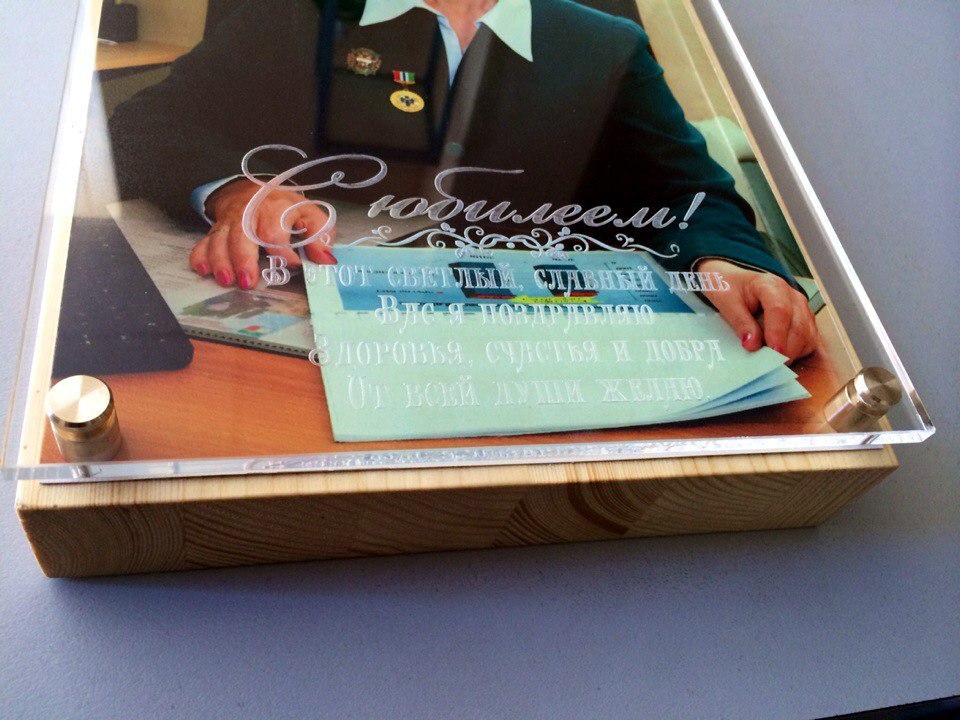 С юбилеем!
В этот светлый, славный день
Вас я поздравляю
Здоровья, счастья и добра
От всей души желаю.